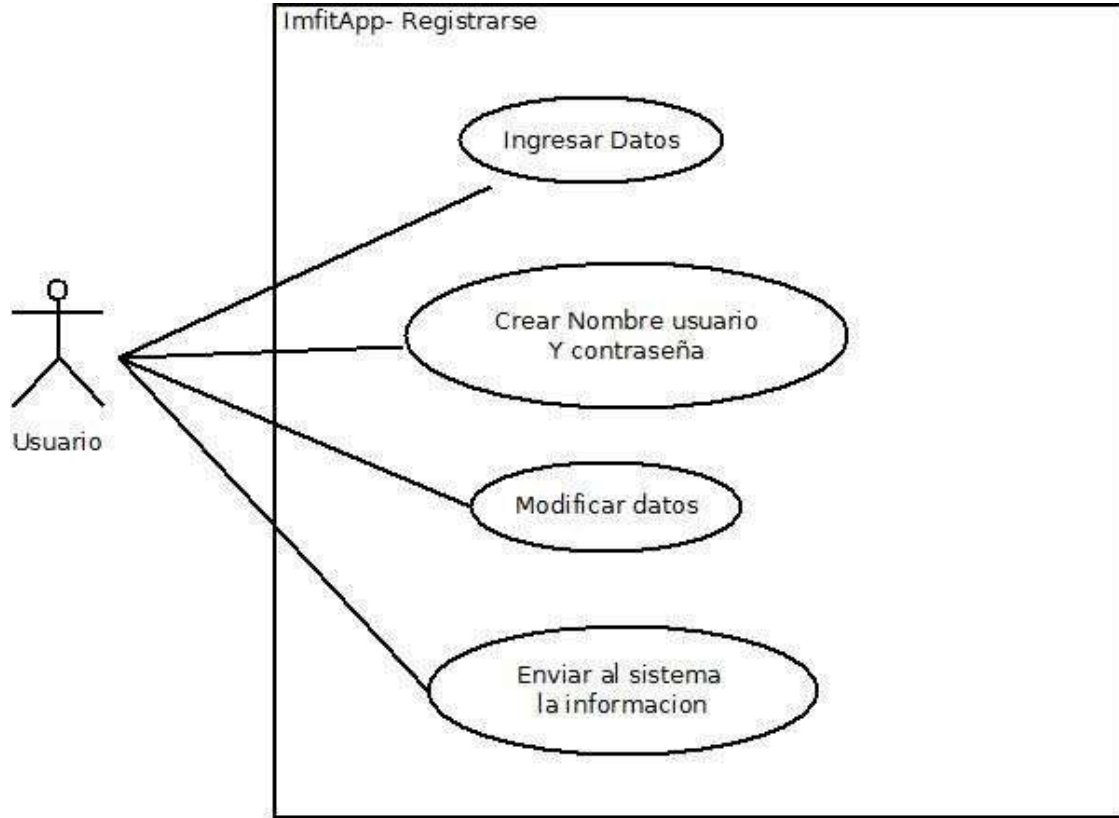 ImfitApp- Registrarse
Ingresar Datos
Crear Nombre usuario
Y contraseña
Usuario
Modificar datos
Enviar al sistema
la informacion